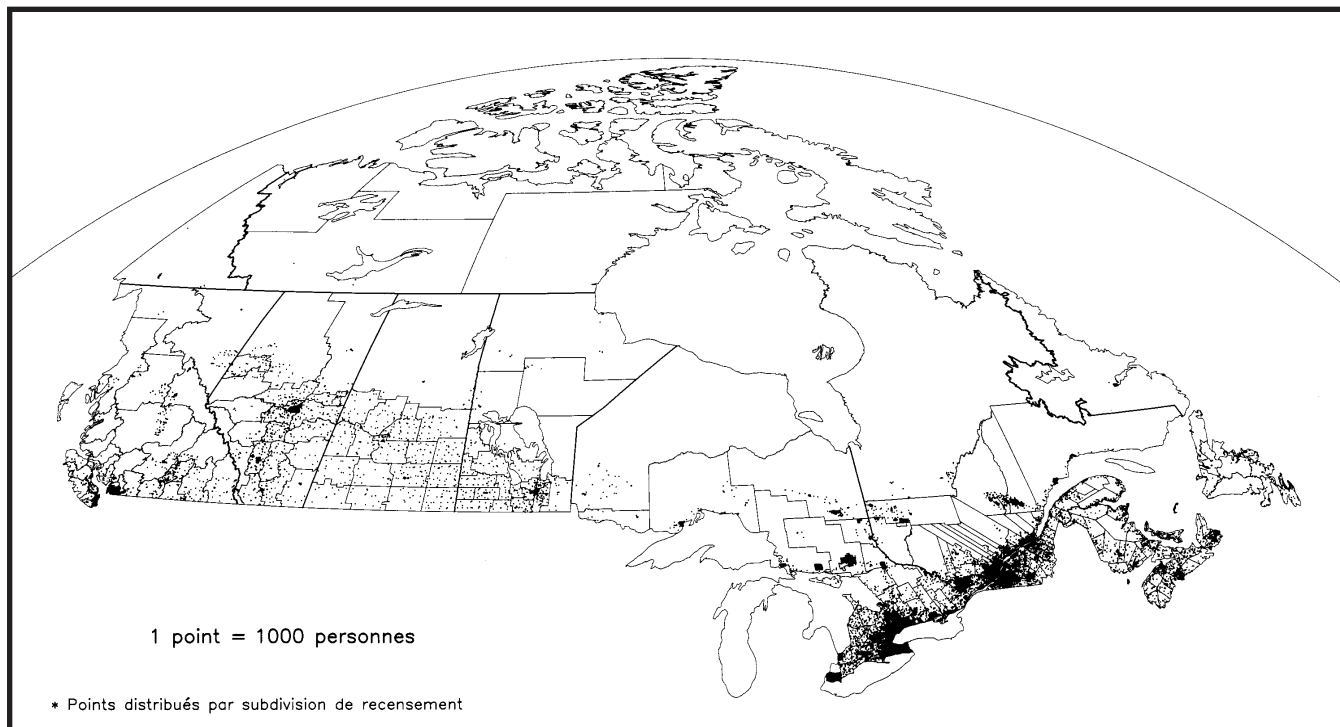 1 point = 1000 personnes
* Points distribués par subdivision de recensement